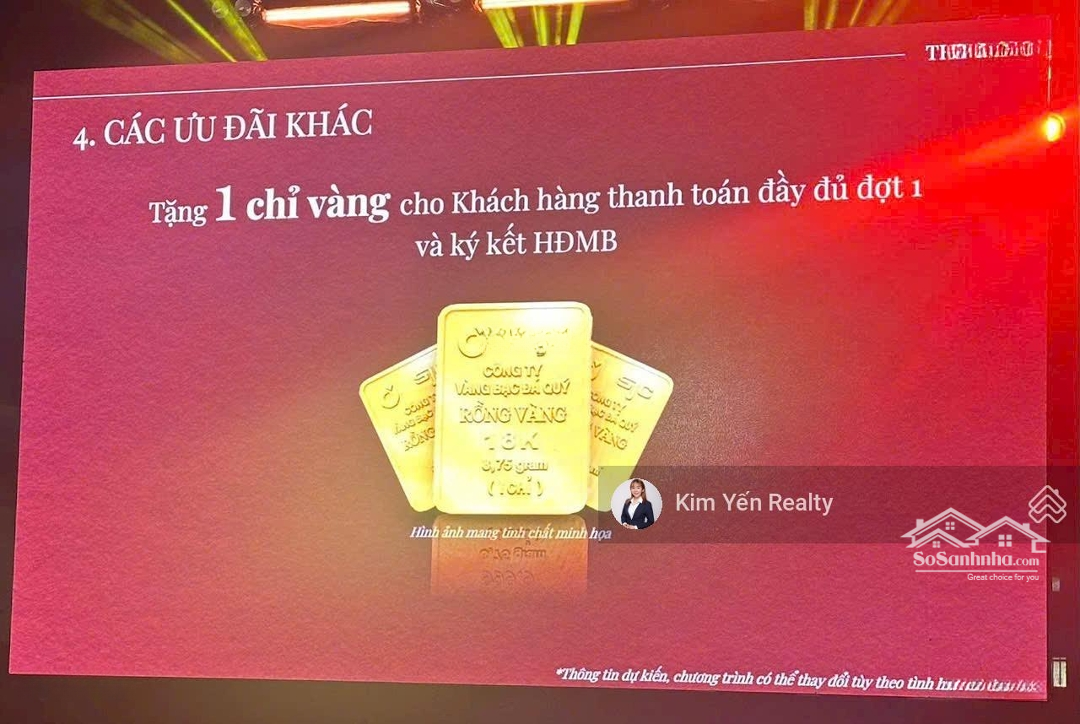 4. CÁC ƯU ĐÃI KHÁC
Tặng 1 chỉ vàng cho Khách hàng thanh toán đầy đủ đợt 1
và ký kết HĐMB
CÔNG TY
VÀNG BẠC ĐÁ QUÝ
RỒNG VÀNG
18K
3,75 gram
(1 CHỈ)
SJC
Hình ảnh mang tính chất minh họa
Kim Yến Realty
SoSanhnha.com
Great choice for you
*Thông tin dự kiến, chương trình có thể thay đổi tùy theo tình